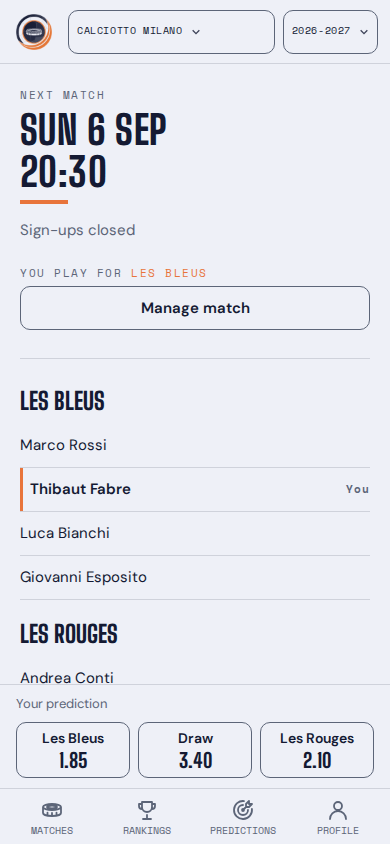 CALCIOTTO MILANO
2026-2027
NEXT MATCH
SUN 6 SEP
20:30
Sign-ups closed
YOU PLAY FOR LES BLEUS
Manage match
LES BLEUS
Marco Rossi
Thibaut Fabre You
Luca Bianchi
Giovanni Esposito
LES ROUGES
Andrea Conti
Your prediction
Les Bleus Draw Les Rouges
1.85 3.40 2.10
MATCHES RANKINGS PREDICTIONS PROFILE